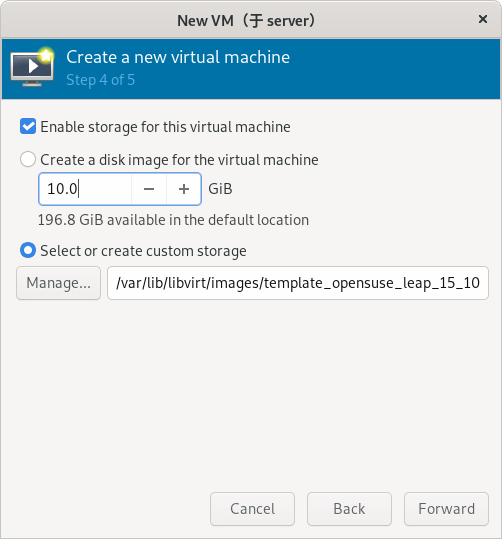 New VM（于 server）
Create a new virtual machine
Step 4 of 5
Enable storage for this virtual machine
Create a disk image for the virtual machine
10.0 − + GiB
196.8 GiB available in the default location
Select or create custom storage
Manage... /var/lib/libvirt/images/template_opensuse_leap_15_10
Cancel Back Forward